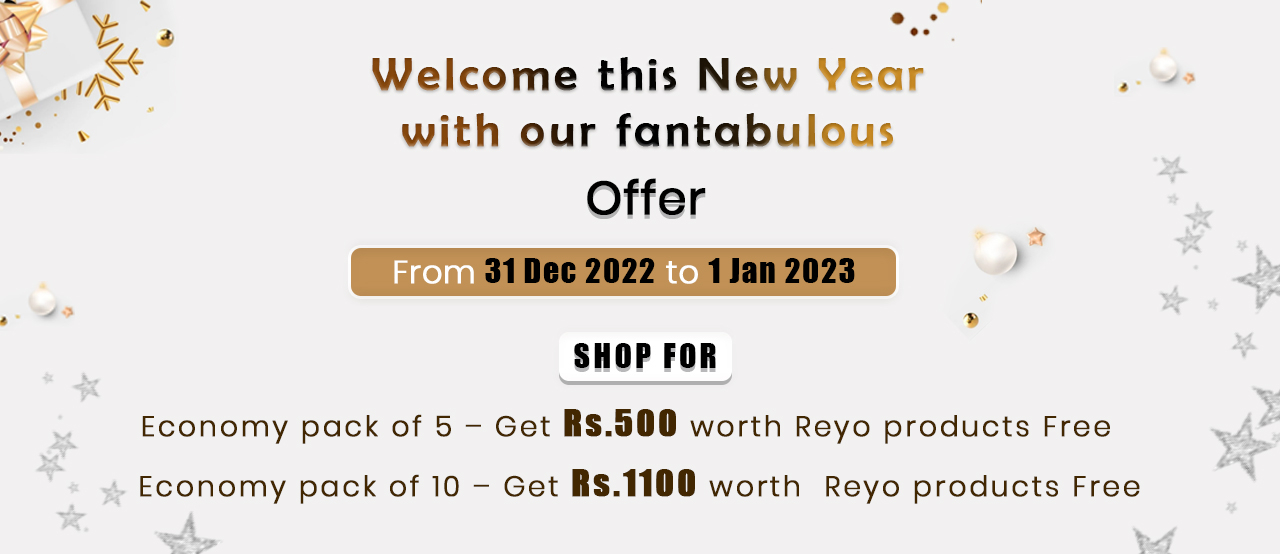 Welcome this New Year
with our fantabulous
Offer
From 31 Dec 2022 to 1 Jan 2023
SHOP FOR
Economy pack of 5 – Get Rs.500 worth Reyo products Free
Economy pack of 10 – Get Rs.1100 worth Reyo products Free